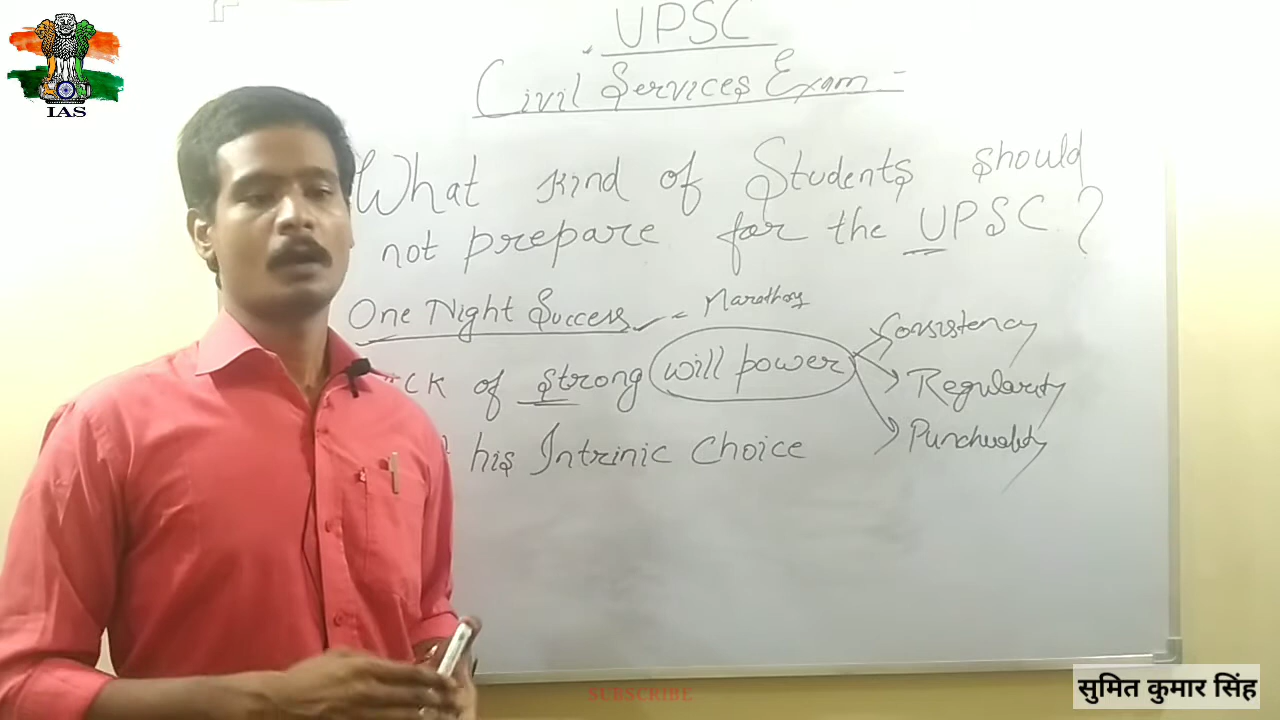 IAS
UPSC
Civil Services Exam -
What kind of Students should
not prepare for the UPSC ?
One Night Success - Marathon
of strong will power
Consistency
Regularity
Punctuality
his Intrinic Choice
SUBSCRIBE
सुमित कुमार सिंह